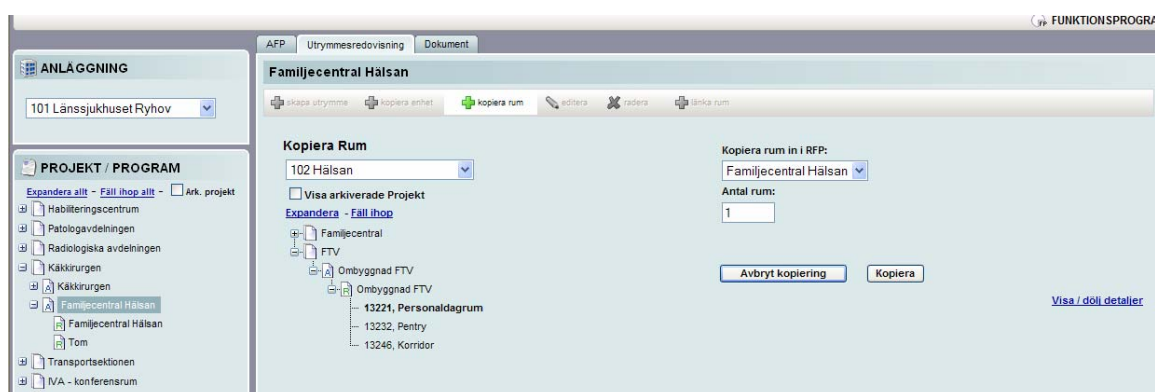 FUNKTIONSPROGRA
AFP Utrymmesredovisning Dokument
ANLÄGGNING
101 Länssjukhuset Ryhov
PROJEKT / PROGRAM
Expandera allt - Fäll ihop allt - Ark. projekt
Habiliteringscentrum
Patologavdelningen
Radiologiska avdelningen
Käkkirurgen
Käkkirurgen
Familjecentral Hälsan
Familjecentral Hälsan
Tom
Transportsektionen
IVA - konferensrum
Familjecentral Hälsan
skapa utrymme kopiera enhet kopiera rum editera radera länka rum
Kopiera Rum
102 Hälsan
Visa arkiverade Projekt
Expandera - Fäll ihop
Familjecentral
FTV
Ombyggnad FTV
Ombyggnad FTV
13221, Personaldagrum
13232, Pentry
13246, Korridor
Kopiera rum in i RFP:
Familjecentral Hälsan
Antal rum:
1
Avbryt kopiering Kopiera
Visa / dölj detaljer